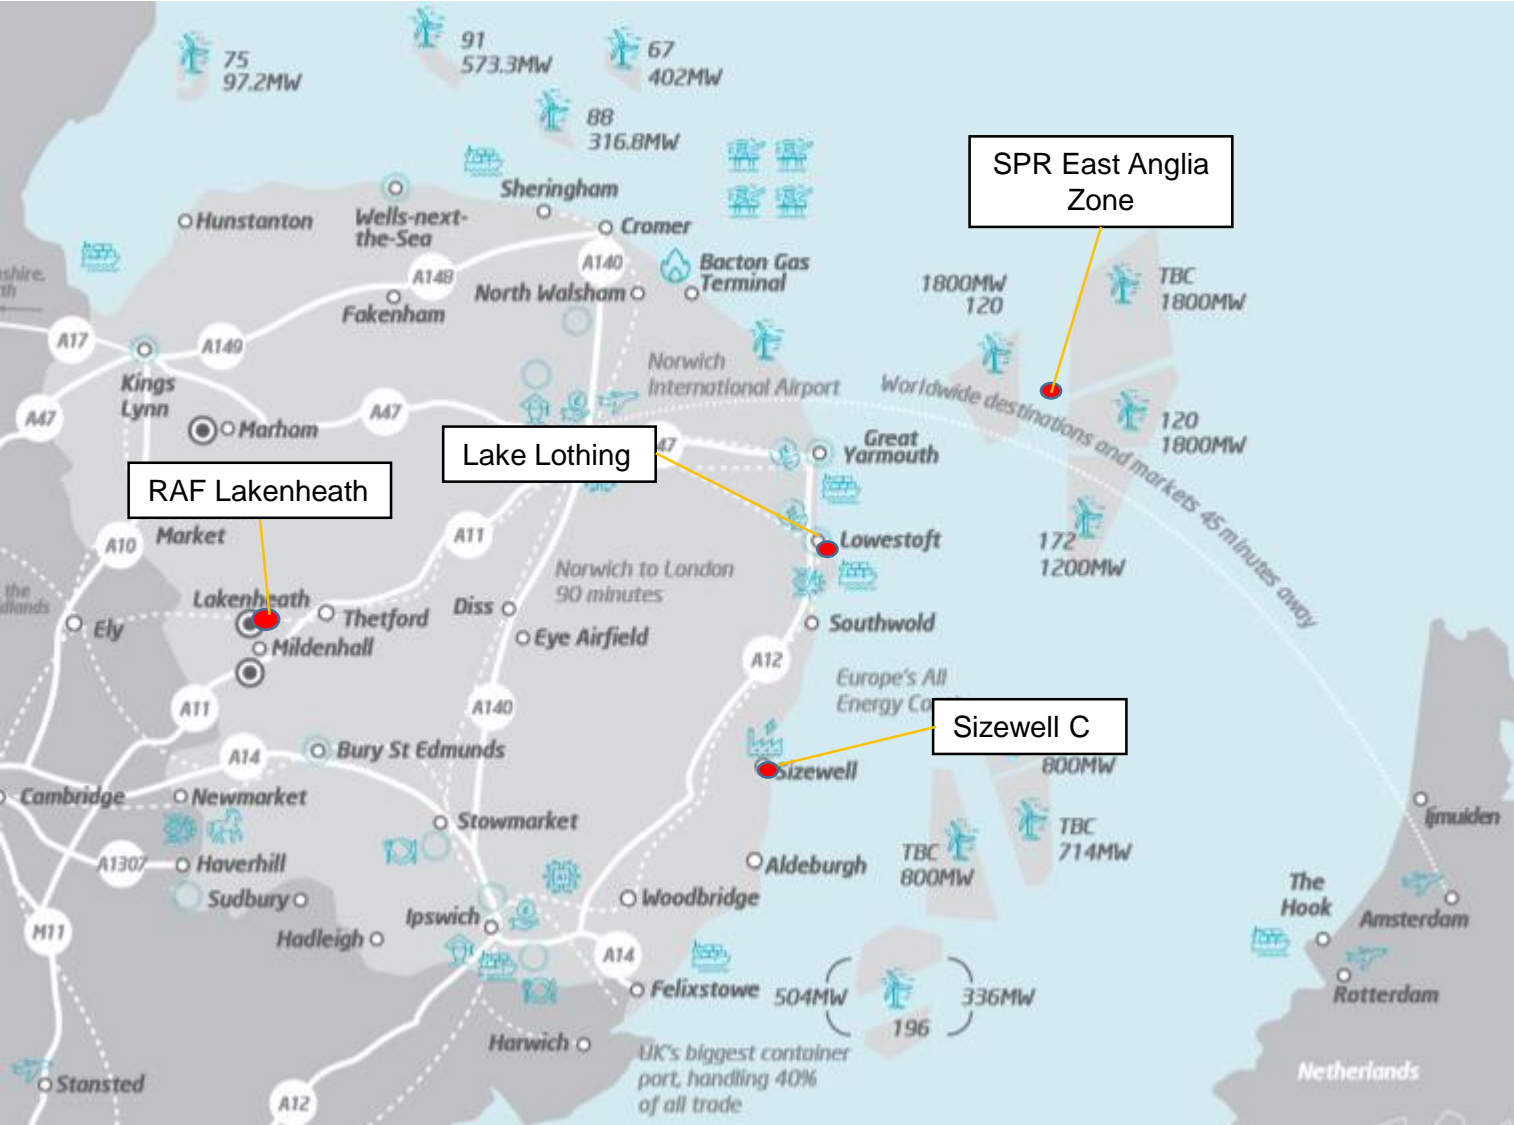 75
97.2MW
91
573.3MW
67
402MW
88
316.8MW
SPR East Anglia
Zone
Sheringham
Hunstanton
Wells-next-
the-Sea
Cromer
A140
Bacton Gas
Terminal
A148
North Walsham
Fakenham
1800MW
120
TBC
1800MW
shire,
th
A17
A149
Kings
Lynn
Norwich
International Airport
Worldwide destinations and markets 45 minutes away
A47
A47
Marham
120
1800MW
Lake Lothing
47
Great
Yarmouth
RAF Lakenheath
A10
Market
A11
Lowestoft
172
1200MW
Norwich to London
90 minutes
the
dlands
Lakenheath
Thetford
Diss
Ely
Eye Airfield
Southwold
Mildenhall
A12
Europe's All
Energy Co
A11
A140
Sizewell C
A14
Bury St Edmunds
800MW
Sizewell
Cambridge
Newmarket
Stowmarket
TBC
714MW
Ijmuiden
A1307
Haverhill
Aldeburgh
TBC
800MW
AI
Sudbury
Woodbridge
The
Hook
Amsterdam
M11
Hadleigh
Ipswich
A14
Felixstowe
504MW
336MW
196
Rotterdam
Harwich
UK's biggest container
port, handling 40%
of all trade
Stansted
A12
Netherlands